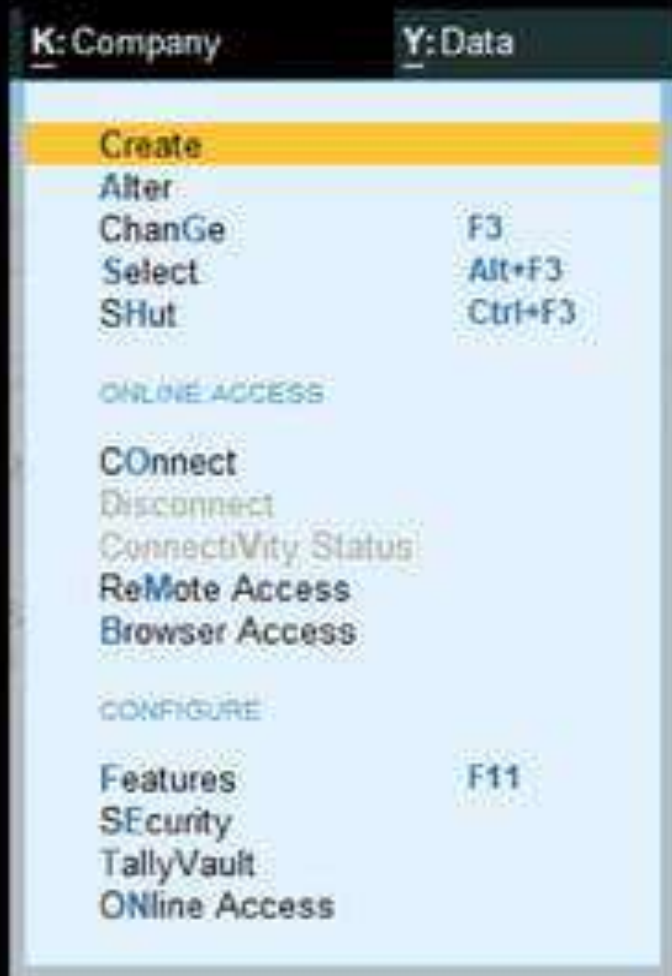 K: Company Y: Data
Create
Alter
ChanGe F3
Select Alt+F3
SHut Ctrl+F3
ONLINE ACCESS
COnnect
Disconnect
ConnectiVity Status
ReMote Access
Browser Access
CONFIGURE
Features F11
SEcurity
TallyVault
ONline Access